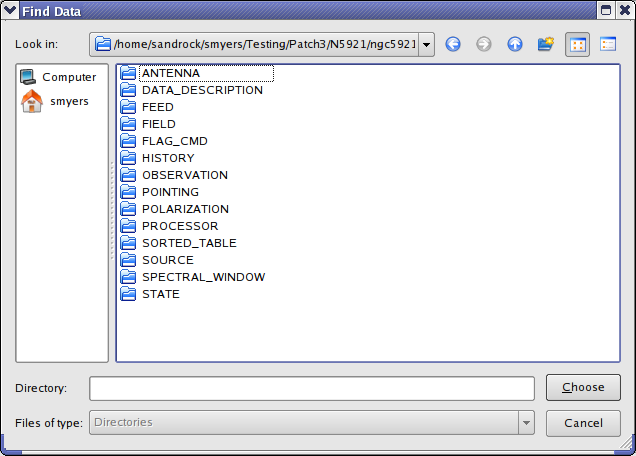 Find Data
Look in: /home/sandrock/smyers/Testing/Patch3/N5921/ngc5921
Computer
smyers
ANTENNA
DATA_DESCRIPTION
FEED
FIELD
FLAG_CMD
HISTORY
OBSERVATION
POINTING
POLARIZATION
PROCESSOR
SORTED_TABLE
SOURCE
SPECTRAL_WINDOW
STATE
Directory:
Choose
Files of type: Directories
Cancel